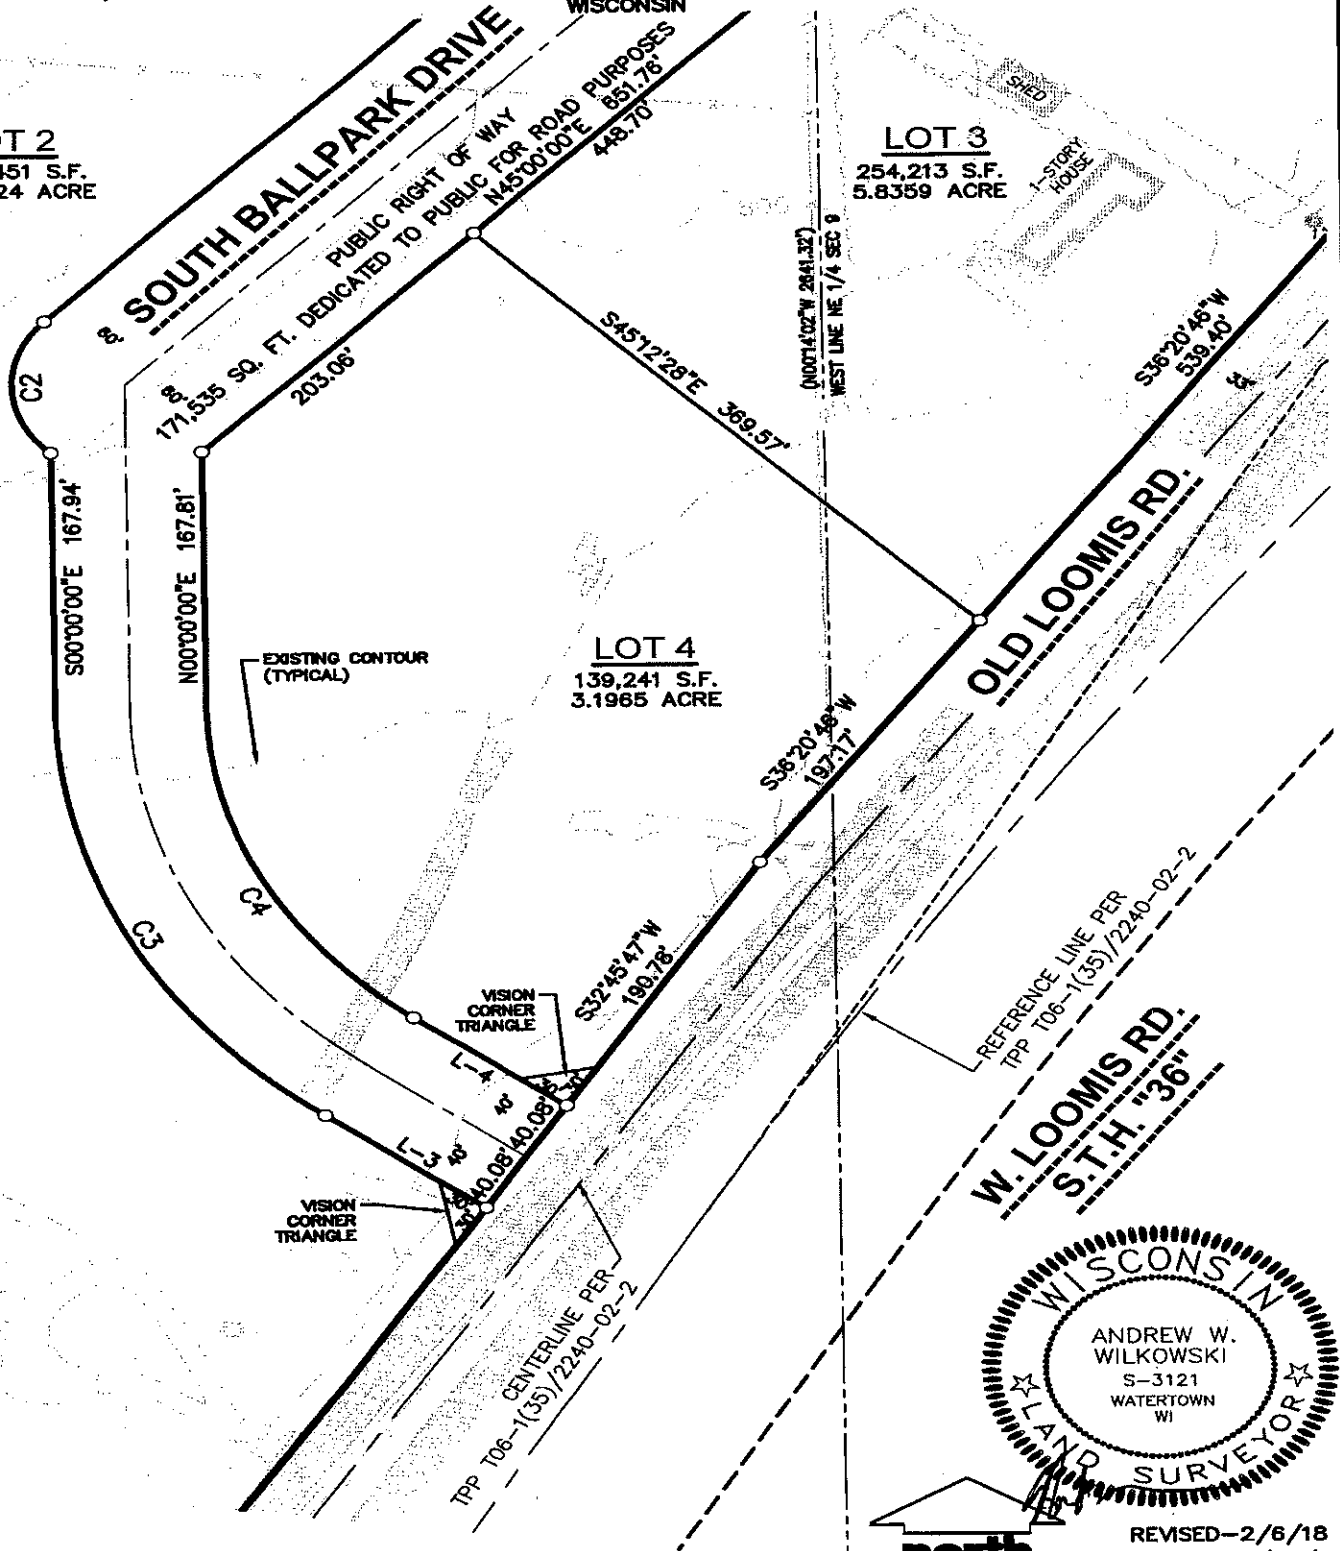 WISCONSIN
SOUTH BALLPARK DRIVE
PUBLIC RIGHT OF WAY
171,535 SQ. FT. DEDICATED TO PUBLIC FOR ROAD PURPOSES
N45°00'00"E 651.76'
448.70'
203.06'
T 2
451 S.F.
24 ACRE
LOT 3
254,213 S.F.
5.8359 ACRE
SHED
1-STORY
HOUSE
(N00°14'02"W 2641.32')
WEST LINE NE 1/4 SEC 9
S45°12'28"E 369.57'
S36°20'46"W
539.40'
33'
C2
S00°00'00"E 167.94'
N00°00'00"E 167.81'
EXISTING CONTOUR
(TYPICAL)
LOT 4
139,241 S.F.
3.1965 ACRE
OLD LOOMIS RD.
S36°20'46"W
197.17'
S32°45'47"W
190.78'
C4
C3
VISION
CORNER
TRIANGLE
L-4
40'
40.08'
L-3
40'
40.08'
30'
VISION
CORNER
TRIANGLE
REFERENCE LINE PER
TPP T06-1(35)/2240-02-2
W. LOOMIS RD.
S.T.H. "36"
CENTERLINE PER
TPP T06-1(35)/2240-02-2
WISCONSIN
ANDREW W.
WILKOWSKI
S-3121
WATERTOWN
WI
LAND SURVEYOR
north
REVISED-2/6/18